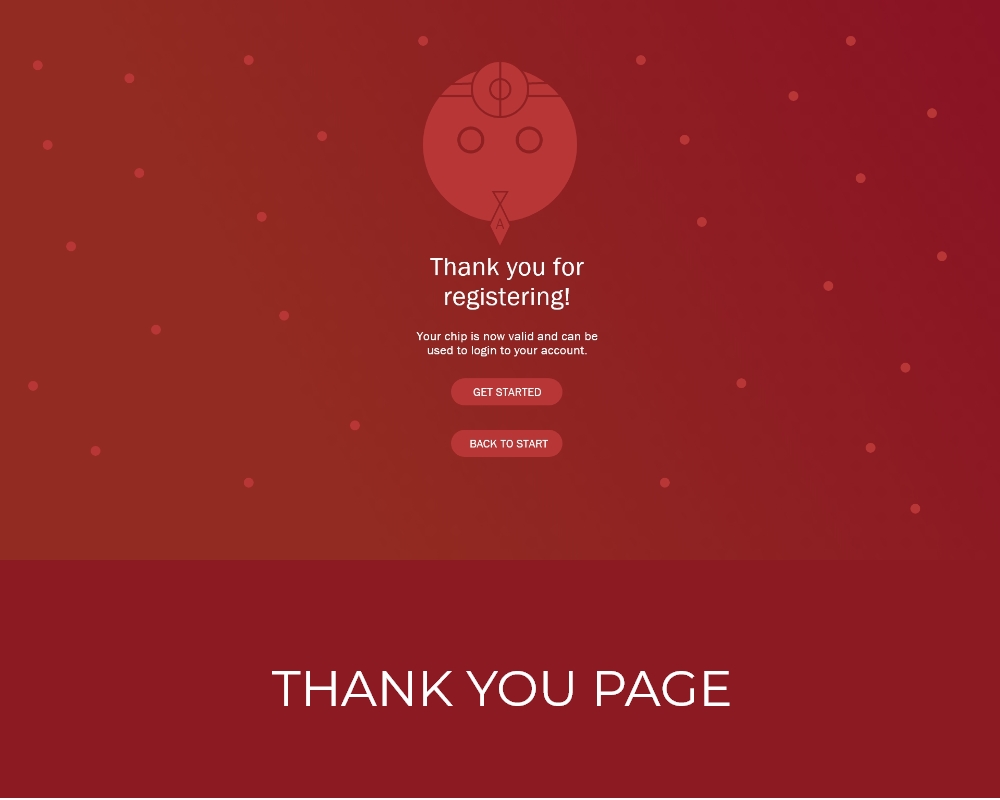 A
Thank you for
registering!
Your chip is now valid and can be
used to login to your account.
GET STARTED
BACK TO START
THANK YOU PAGE